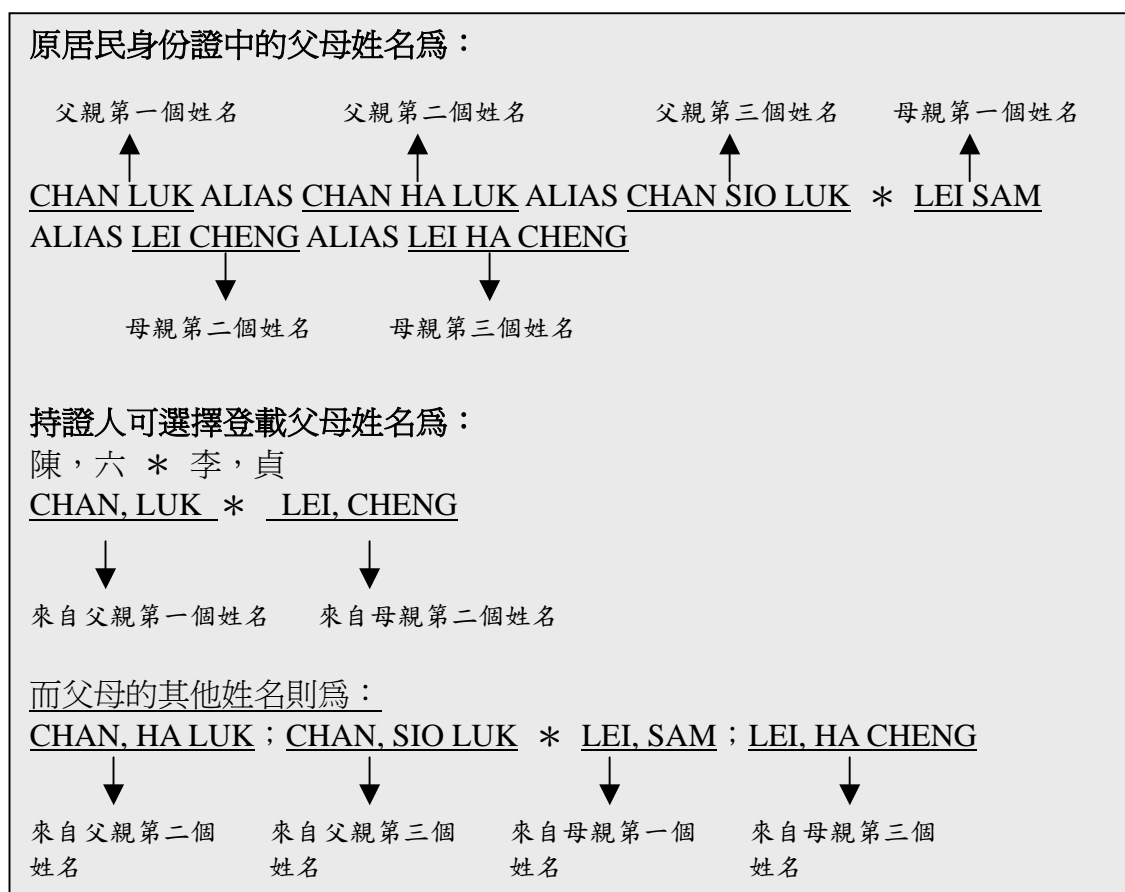 原居民身份證中的父母姓名爲：
父親第一個姓名 父親第二個姓名 父親第三個姓名 母親第一個姓名
CHAN LUK ALIAS CHAN HA LUK ALIAS CHAN SIO LUK ＊ LEI SAM
ALIAS LEI CHENG ALIAS LEI HA CHENG
母親第二個姓名 母親第三個姓名
持證人可選擇登載父母姓名爲：
陳，六 ＊ 李，貞
CHAN, LUK ＊ LEI, CHENG
來自父親第一個姓名 來自母親第二個姓名
而父母的其他姓名則爲：
CHAN, HA LUK；CHAN, SIO LUK ＊ LEI, SAM；LEI, HA CHENG
來自父親第二個 來自父親第三個 來自母親第一個 來自母親第三個
姓名 姓名 姓名 姓名